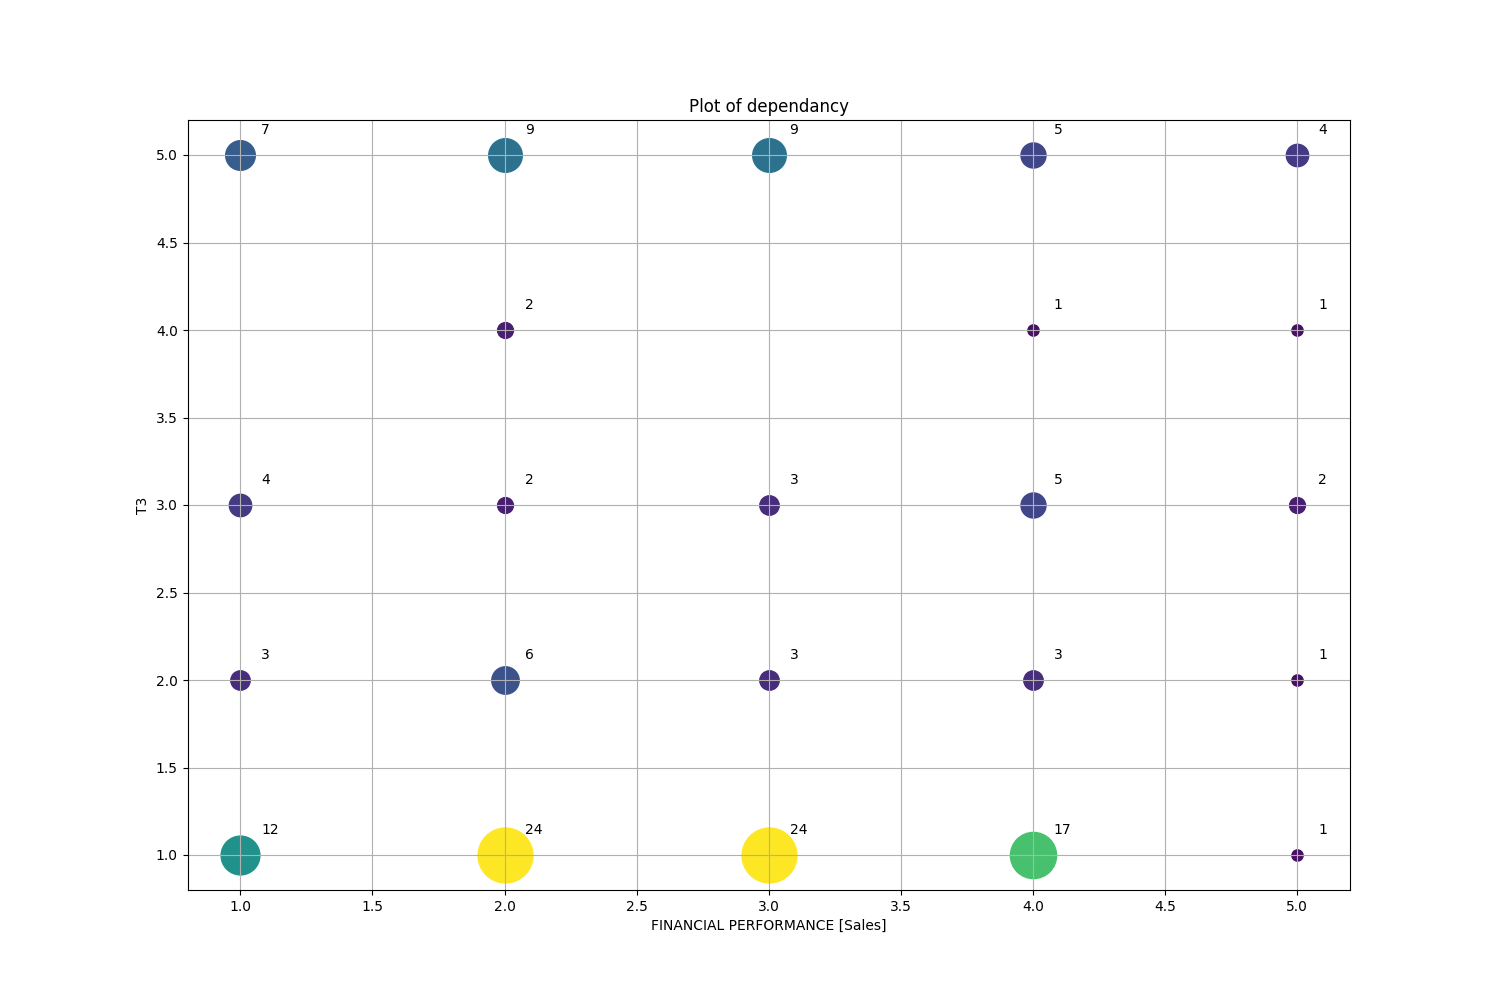 Plot of dependancy
7 9 9 5 4
5.0
4.5
2 1 1
4.0
3.5
4 2 3 5 2
3.0
T3
2.5
3 6 3 3 1
2.0
1.5
12 24 24 17 1
1.0
1.0 1.5 2.0 2.5 3.0 3.5 4.0 4.5 5.0
FINANCIAL PERFORMANCE [Sales]